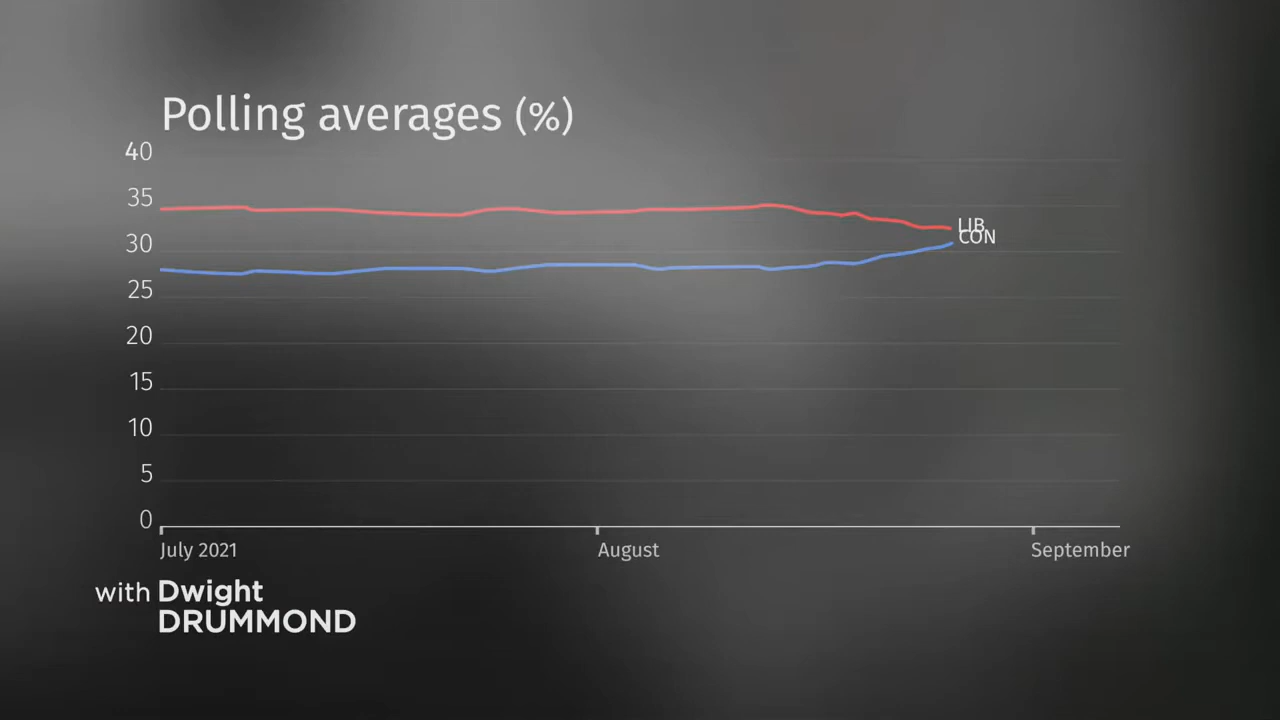 Polling averages (%)
40
35
30
25
20
15
10
5
0
LIB
CON
July 2021 August September
with Dwight
DRUMMOND